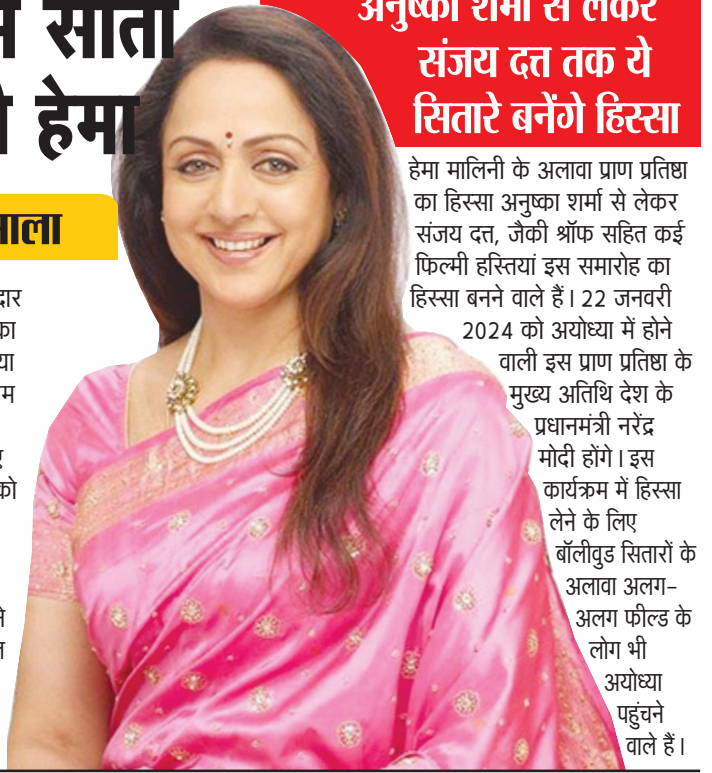 साता
हेमा
अनुष्का शर्मा से लेकर
संजय दत्त तक ये
सितारे बनेंगे हिस्सा
हेमा मालिनी के अलावा प्राण प्रतिष्ठा
का हिस्सा अनुष्का शर्मा से लेकर
संजय दत्त, जैकी श्रॉफ सहित कई
फिल्मी हस्तियां इस समारोह का
हिस्सा बनने वाले हैं। 22 जनवरी
2024 को अयोध्या में होने
वाली इस प्राण प्रतिष्ठा के
मुख्य अतिथि देश के
प्रधानमंत्री नरेंद्र
मोदी होंगे। इस
कार्यक्रम में हिस्सा
लेने के लिए
बॉलीवुड सितारों के
अलावा अलग-
अलग फील्ड के
लोग भी
अयोध्या
पहुंचने
वाले हैं।